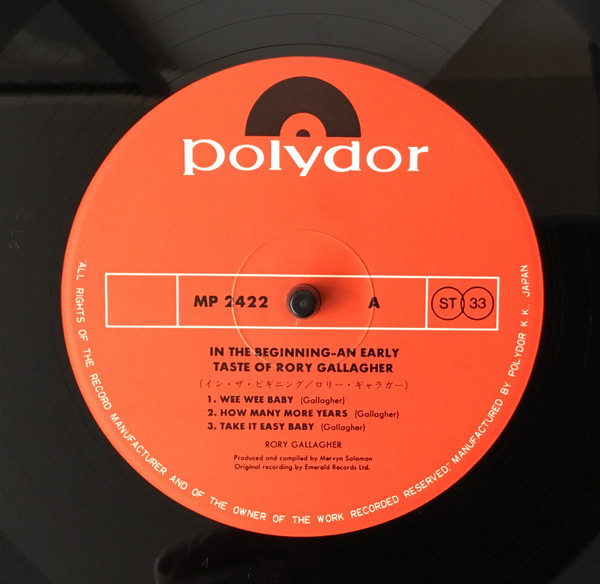 polydor
MP 2422 A ST 33
IN THE BEGINNING-AN EARLY
TASTE OF RORY GALLAGHER
(イン・ザ・ビギニング/ロリー・ギャラガー)
1. WEE WEE BABY (Gallagher)
2. HOW MANY MORE YEARS (Gallagher)
3. TAKE IT EASY BABY (Gallagher)
RORY GALLAGHER
Produced and compiled by Mervyn Solomon
Original recording by Emerald Records Ltd.
"ALL RIGHTS OF THE RECORD MANUFACTURER AND OF THE OWNER OF THE WORK RECORDED RESERVED" MANUFACTURED BY POLYDOR K.K. JAPAN